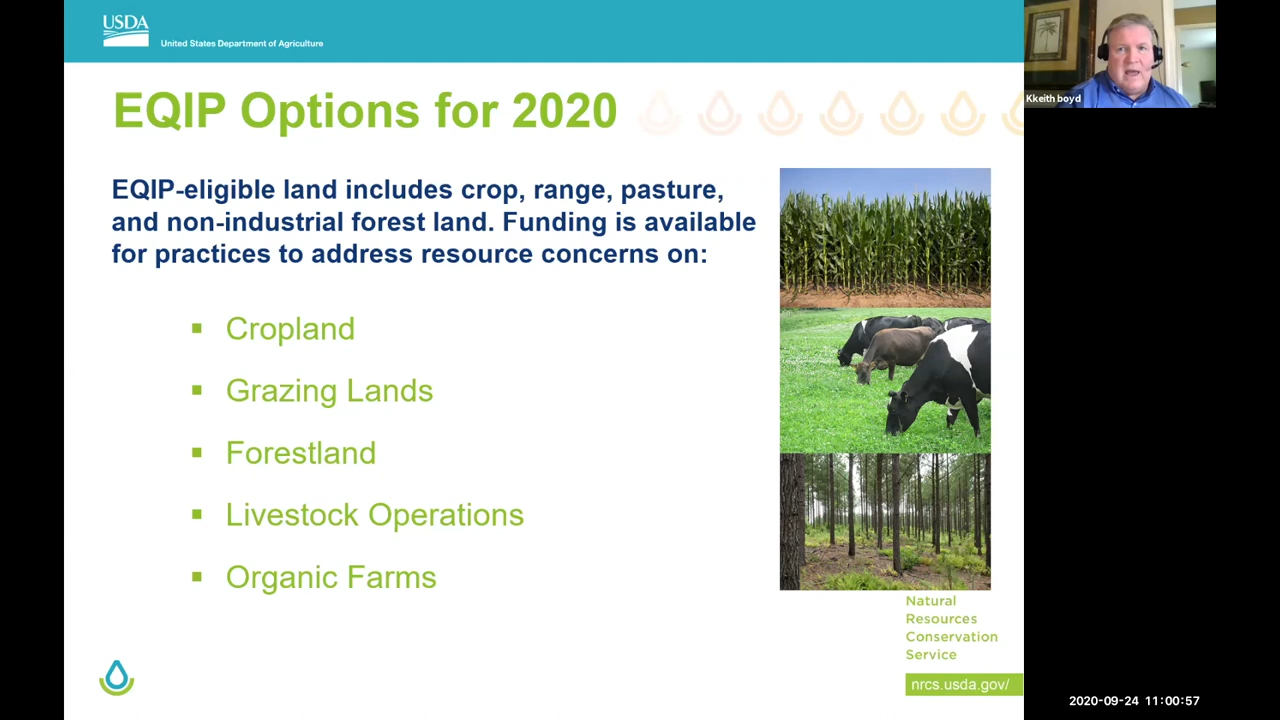 USDA
United States Department of Agriculture
Kkeith boyd
EQIP Options for 2020
EQIP-eligible land includes crop, range, pasture,
and non-industrial forest land. Funding is available
for practices to address resource concerns on:
▪ Cropland
▪ Grazing Lands
▪ Forestland
▪ Livestock Operations
▪ Organic Farms
Natural
Resources
Conservation
Service
nrcs.usda.gov/
2020-09-24 11:00:57